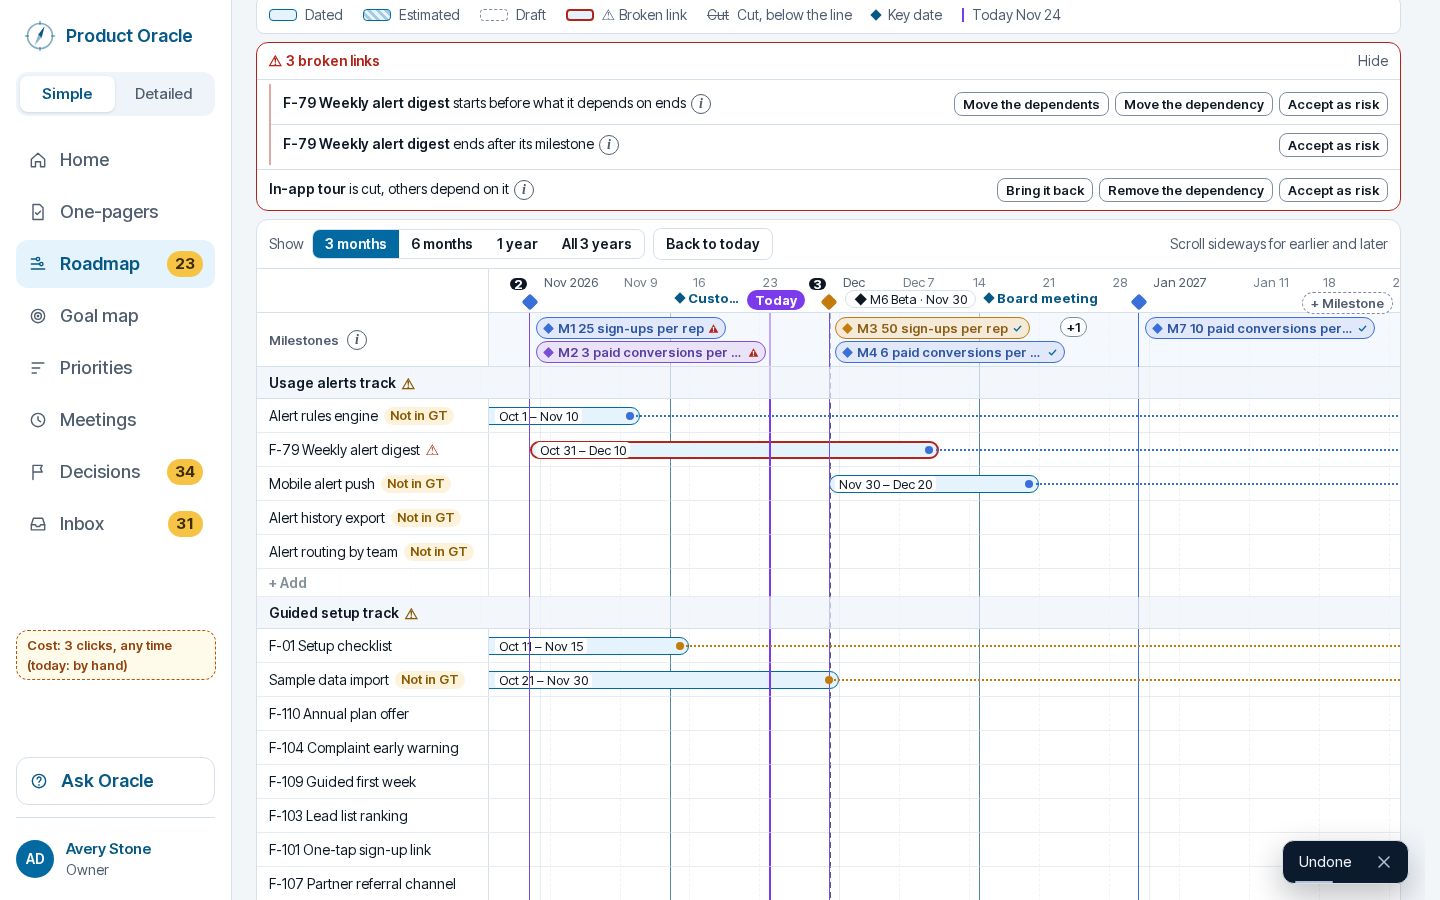 Product Oracle
Simple
Detailed
Home
One-pagers
Roadmap 23
Goal map
Priorities
Meetings
Decisions 34
Inbox 31
Cost: 3 clicks, any time
(today: by hand)
Ask Oracle
AD
Avery Stone
Owner
Dated
Estimated
Draft
⚠ Broken link
Cut Cut, below the line
Key date
Today Nov 24
⚠ 3 broken links
Hide
F-79 Weekly alert digest starts before what it depends on ends i
Move the dependents
Move the dependency
Accept as risk
F-79 Weekly alert digest ends after its milestone i
Accept as risk
In-app tour is cut, others depend on it i
Bring it back
Remove the dependency
Accept as risk
Show
3 months
6 months
1 year
All 3 years
Back to today
Scroll sideways for earlier and later
2 Nov 2026 Nov 9 16 23 3 Dec Dec 7 14 21 28 Jan 2027 Jan 11 18 2
Custo... Today M6 Beta · Nov 30 Board meeting + Milestone
Milestones i
M1 25 sign-ups per rep
M3 50 sign-ups per rep
+1
M7 10 paid conversions per...
M2 3 paid conversions per ...
M4 6 paid conversions per ...
Usage alerts track ⚠
Alert rules engine Not in GT
Oct 1 – Nov 10
F-79 Weekly alert digest ⚠
Oct 31 – Dec 10
Mobile alert push Not in GT
Nov 30 – Dec 20
Alert history export Not in GT
Alert routing by team Not in GT
+ Add
Guided setup track ⚠
F-01 Setup checklist
Oct 11 – Nov 15
Sample data import Not in GT
Oct 21 – Nov 30
F-110 Annual plan offer
F-104 Complaint early warning
F-109 Guided first week
F-103 Lead list ranking
F-101 One-tap sign-up link
F-107 Partner referral channel
Undone